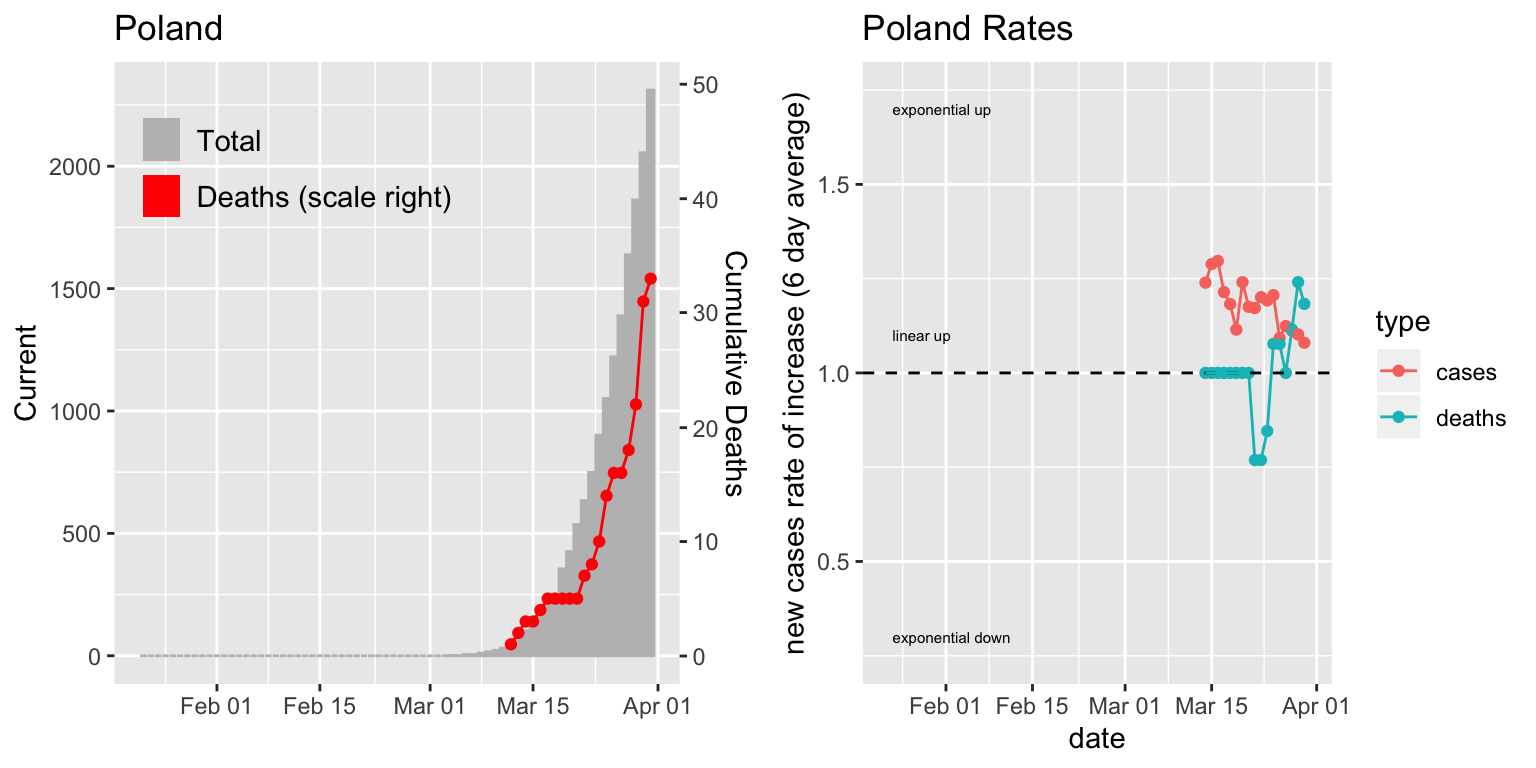 Poland
Total
Deaths (scale right)
Current
2000
1500
1000
500
0
50
40
30
20
10
0
Cumulative Deaths
Feb 01
Feb 15
Mar 01
Mar 15
Apr 01
Poland Rates
new cases rate of increase (6 day average)
1.5
1.0
0.5
exponential up
linear up
exponential down
Feb 01
Feb 15
Mar 01
Mar 15
Apr 01
date
type
cases
deaths